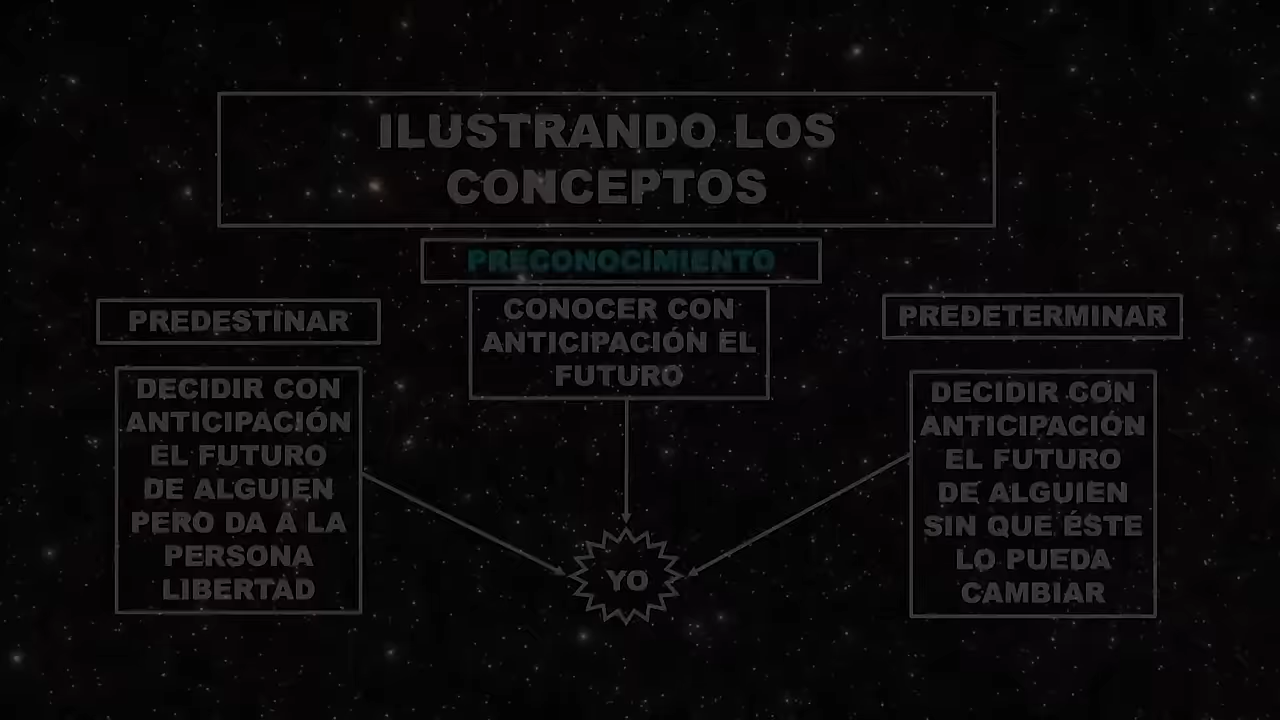 ILUSTRANDO LOS
CONCEPTOS
PRECONOCIMIENTO
CONOCER CON
ANTICIPACIÓN EL
FUTURO
PREDESTINAR
DECIDIR CON
ANTICIPACIÓN
EL FUTURO
DE ALGUIEN
PERO DA A LA
PERSONA
LIBERTAD
PREDETERMINAR
DECIDIR CON
ANTICIPACIÓN
EL FUTURO
DE ALGUIEN
SIN QUE ÉSTE
LO PUEDA
CAMBIAR
YO